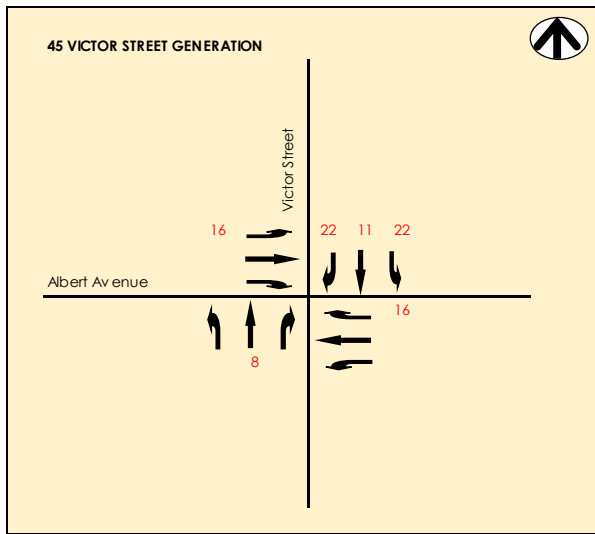 45 VICTOR STREET GENERATION
Victor Street
16
22 11 22
Albert Avenue
16
8